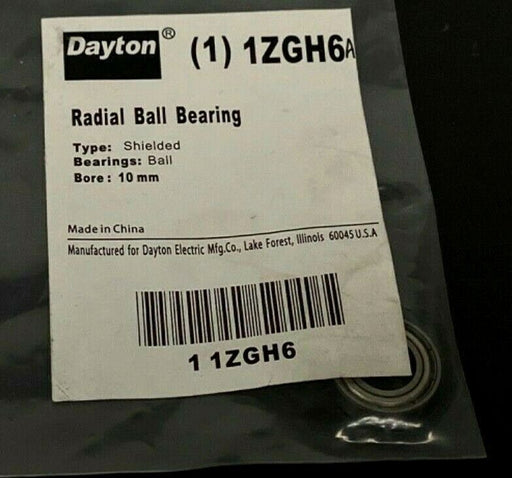 Dayton® (1) 1ZGH6A
Radial Ball Bearing
Type: Shielded
Bearings: Ball
Bore: 10 mm
Made in China
Manufactured for Dayton Electric Mfg.Co., Lake Forest, Illinois 60045 U.S.A
1 1ZGH6